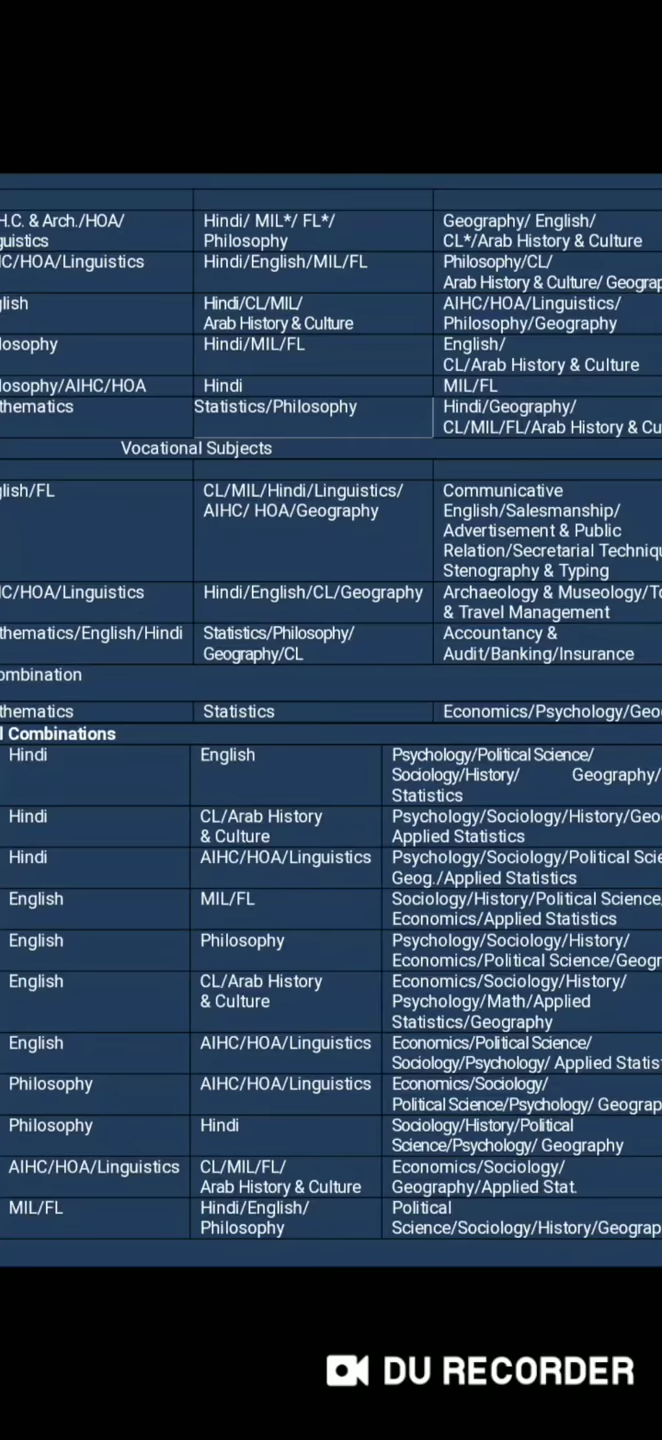 H.C. & Arch./HOA/ Hindi/ MIL*/ FL*/ Geography/ English/
guistics Philosophy CL*/Arab History & Culture
C/HOA/Linguistics Hindi/English/MIL/FL Philosophy/CL/
Arab History & Culture/ Geograp
glish Hindi/CL/MIL/ AIHC/HOA/Linguistics/
Arab History & Culture Philosophy/Geography
losophy Hindi/MIL/FL English/
CL/Arab History & Culture
losophy/AIHC/HOA Hindi MIL/FL
thematics Statistics/Philosophy Hindi/Geography/
CL/MIL/FL/Arab History & Cu
Vocational Subjects
glish/FL CL/MIL/Hindi/Linguistics/ Communicative
AIHC/ HOA/Geography English/Salesmanship/
Advertisement & Public
Relation/Secretarial Techniqu
Stenography & Typing
C/HOA/Linguistics Hindi/English/CL/Geography Archaeology & Museology/To
& Travel Management
thematics/English/Hindi Statistics/Philosophy/ Accountancy &
Geography/CL Audit/Banking/Insurance
ombination
thematics Statistics Economics/Psychology/Geo
l Combinations
Hindi English Psychology/Political Science/
Sociology/History/ Geography/
Statistics
Hindi CL/Arab History Psychology/Sociology/History/Geo
& Culture Applied Statistics
Hindi AIHC/HOA/Linguistics Psychology/Sociology/Political Scie
Geog./Applied Statistics
English MIL/FL Sociology/History/Political Science/
Economics/Applied Statistics
English Philosophy Psychology/Sociology/History/
Economics/Political Science/Geogr
English CL/Arab History Economics/Sociology/History/
& Culture Psychology/Math/Applied
Statistics/Geography
English AIHC/HOA/Linguistics Economics/Political Science/
Sociology/Psychology/ Applied Statis
Philosophy AIHC/HOA/Linguistics Economics/Sociology/
Political Science/Psychology/ Geograp
Philosophy Hindi Sociology/History/Political
Science/Psychology/ Geography
AIHC/HOA/Linguistics CL/MIL/FL/ Economics/Sociology/
Arab History & Culture Geography/Applied Stat.
MIL/FL Hindi/English/ Political
Philosophy Science/Sociology/History/Geograp
DU RECORDER